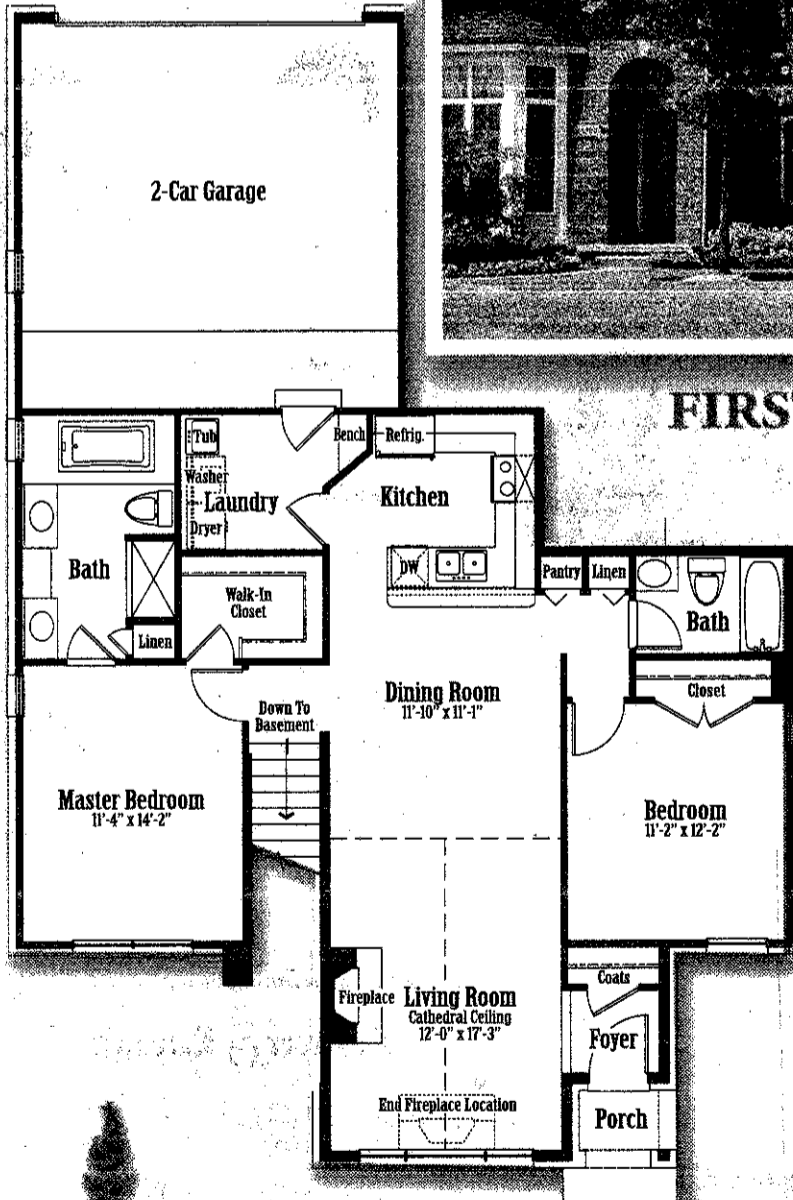 2-Car Garage
FIRS
Tub
Bench
Refrig.
Washer
Laundry
Dryer
Kitchen
Bath
DW
Pantry
Linen
Walk-In
Closet
Linen
Bath
Closet
Down To
Basement
Dining Room
11'-10" x 11'-1"
Master Bedroom
11'-4" x 14'-2"
Bedroom
11'-2" x 12'-2"
Coats
Fireplace
Living Room
Cathedral Ceiling
12'-0" x 17'-3"
Foyer
End Fireplace Location
Porch